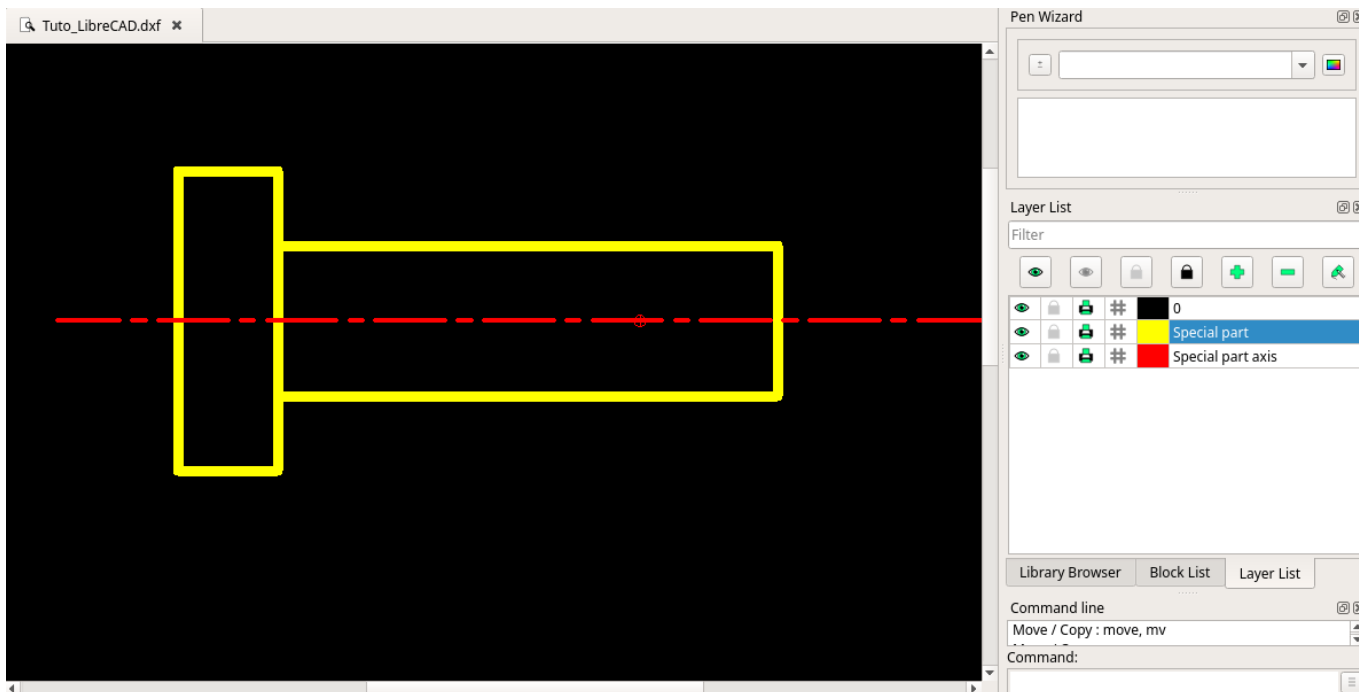 Tuto_LibreCAD.dxf
Pen Wizard
Layer List
Filter
0
Special part
Special part axis
Library Browser Block List Layer List
Command line
Move / Copy : move, mv
Command: